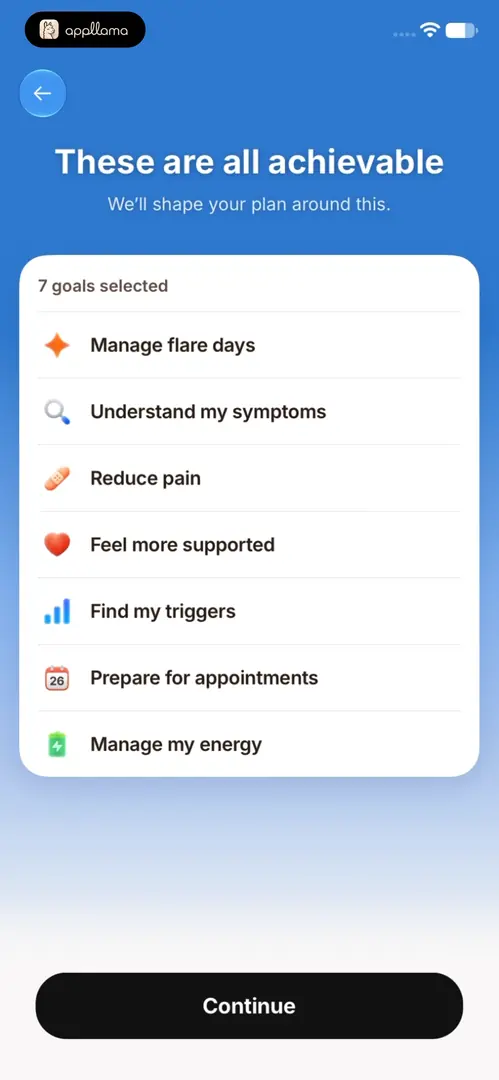 appllama
These are all achievable
We’ll shape your plan around this.
7 goals selected
Manage flare days
Understand my symptoms
Reduce pain
Feel more supported
Find my triggers
26
Prepare for appointments
Manage my energy
Continue